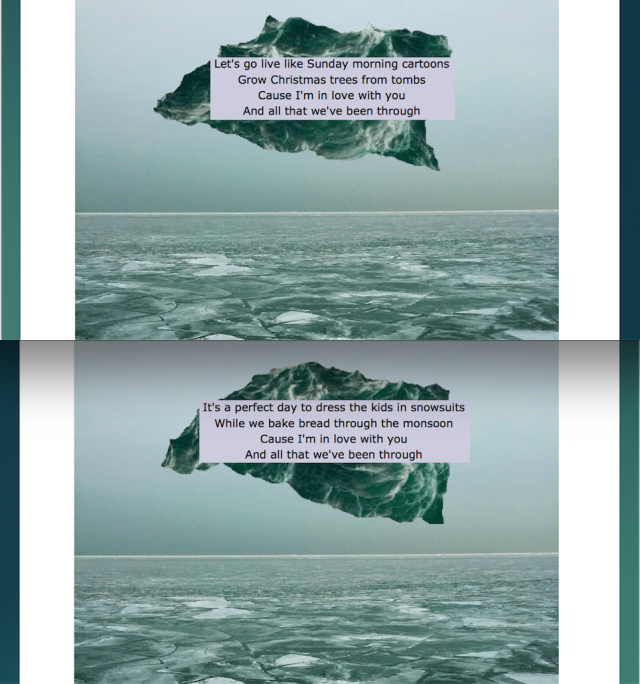 Let's go live like Sunday morning cartoons
Grow Christmas trees from tombs
Cause I'm in love with you
And all that we've been through
It's a perfect day to dress the kids in snowsuits
While we bake bread through the monsoon
Cause I'm in love with you
And all that we've been through